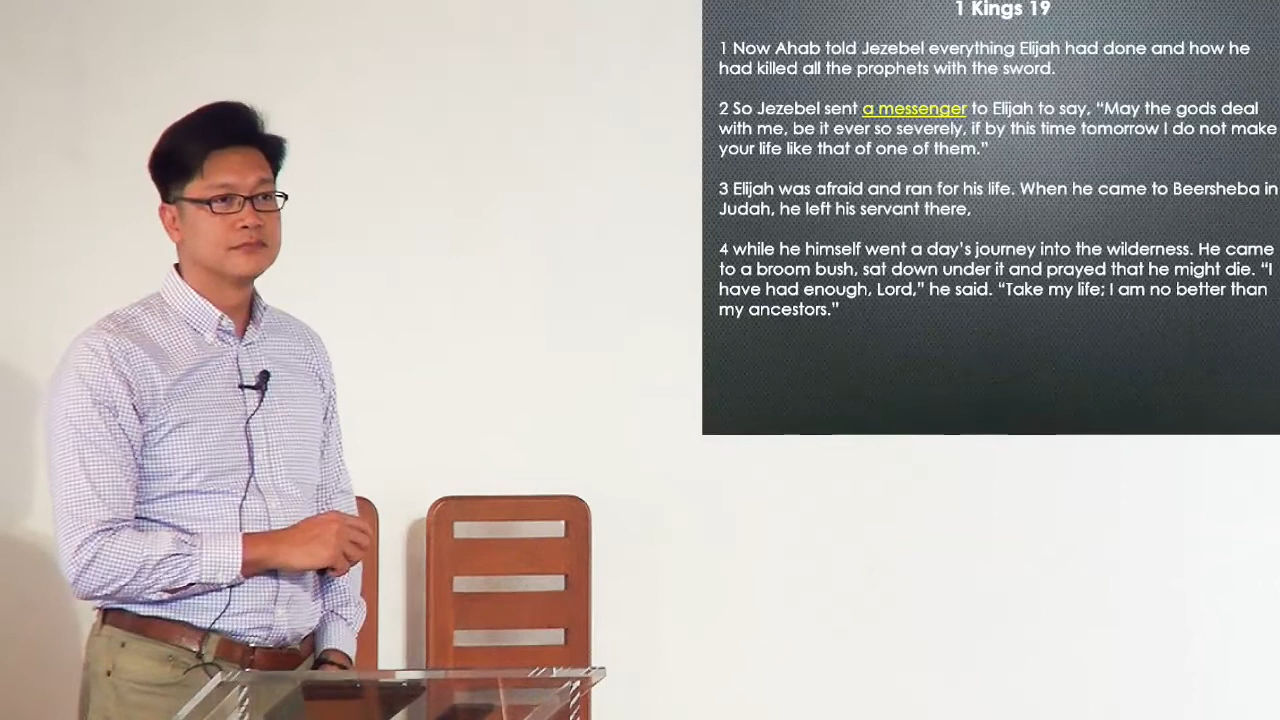 1 Kings 19
1 Now Ahab told Jezebel everything Elijah had done and how he
had killed all the prophets with the sword.
2 So Jezebel sent a messenger to Elijah to say, “May the gods deal
with me, be it ever so severely, if by this time tomorrow I do not make
your life like that of one of them.”
3 Elijah was afraid and ran for his life. When he came to Beersheba in
Judah, he left his servant there,
4 while he himself went a day’s journey into the wilderness. He came
to a broom bush, sat down under it and prayed that he might die. “I
have had enough, Lord,” he said. “Take my life; I am no better than
my ancestors.”